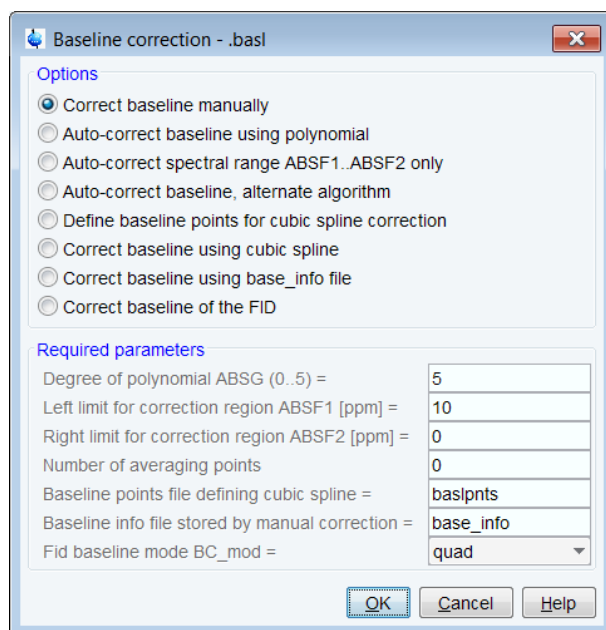 Baseline correction - .basl
Options
Correct baseline manually
Auto-correct baseline using polynomial
Auto-correct spectral range ABSF1..ABSF2 only
Auto-correct baseline, alternate algorithm
Define baseline points for cubic spline correction
Correct baseline using cubic spline
Correct baseline using base_info file
Correct baseline of the FID
Required parameters
Degree of polynomial ABSG (0..5) = 5
Left limit for correction region ABSF1 [ppm] = 10
Right limit for correction region ABSF2 [ppm] = 0
Number of averaging points 0
Baseline points file defining cubic spline = baslpnts
Baseline info file stored by manual correction = base_info
Fid baseline mode BC_mod = quad
OK Cancel Help